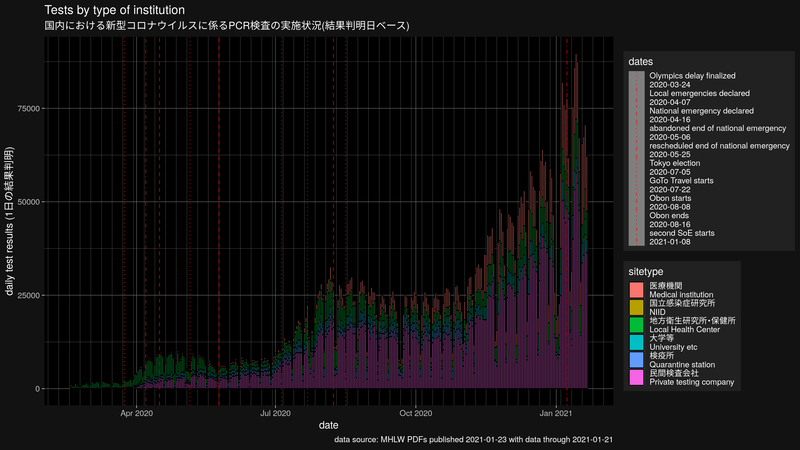 Tests by type of institution
国内における新型コロナウイルスに係るPCR検査の実施状況(結果判明日ベース)
daily test results (1日の結果判明)
75000
50000
25000
0
Apr 2020
Jul 2020
Oct 2020
Jan 2021
date
data source: MHLW PDFs published 2021-01-23 with data through 2021-01-21
dates
Olympics delay finalized
2020-03-24
Local emergencies declared
2020-04-07
National emergency declared
2020-04-16
abandoned end of national emergency
2020-05-06
rescheduled end of national emergency
2020-05-25
Tokyo election
2020-07-05
GoTo Travel starts
2020-07-22
Obon starts
2020-08-08
Obon ends
2020-08-16
second SoE starts
2021-01-08
sitetype
医療機関
Medical institution
国立感染症研究所
NIID
地方衛生研究所・保健所
Local Health Center
大学等
University etc
検疫所
Quarantine station
民間検査会社
Private testing company